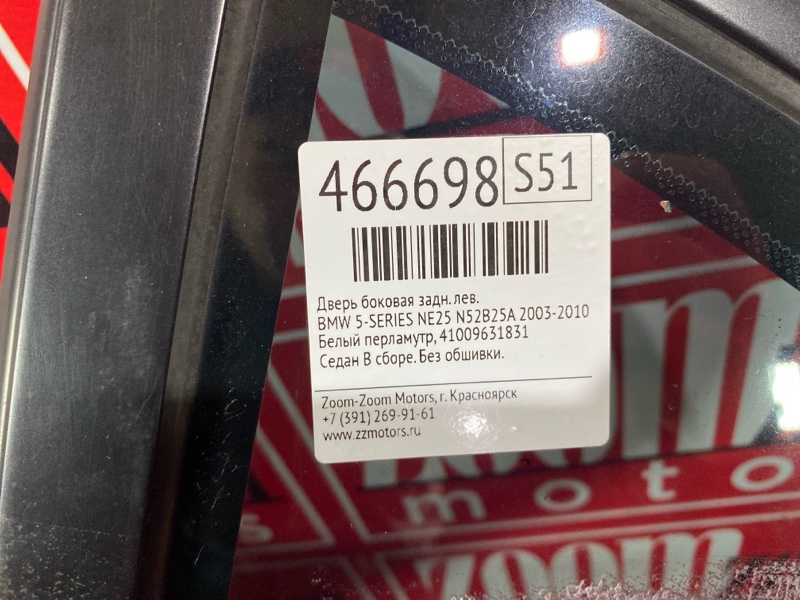 466698 S51
Дверь боковая задн. лев.
BMW 5-SERIES NE25 N52B25A 2003-2010
Белый перламутр, 41009631831
Седан В сборе. Без обшивки.
Zoom-Zoom Motors, г. Красноярск
+7 (391) 269-91-61
www.zzmotors.ru
zoom